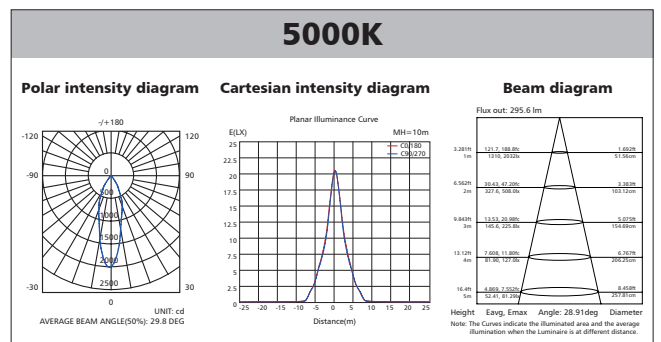 5000K
Polar intensity diagram
Cartesian intensity diagram
Beam diagram
-/+180
-120
120
-90
90
0
500
1000
1500
2000
2500
-30
30
0
UNIT: cd
AVERAGE BEAM ANGLE(50%): 29.8 DEG
Planar Illuminance Curve
E(LX)
MH=10m
C0/180
C90/270
25
22.5
20
17.5
15
12.5
10
7.5
5
2.5
0
-25 -20 -15 -10 -5 0 5 10 15 20 25
Distance(m)
Flux out: 295.6 lm
3.281ft 121.7, 188.8fc 1.692ft
1m 1310, 2032lx 51.56cm
6.562ft 30.43, 47.20fc 3.383ft
2m 327.6, 508.0lx 103.12cm
9.843ft 13.53, 20.98fc 5.075ft
3m 145.6, 225.8lx 154.69cm
13.12ft 7.608, 11.80fc 6.767ft
4m 81.90, 127.0lx 206.25cm
16.4ft 4.869, 7.552fc 8.458ft
5m 52.41, 81.29lx 257.81cm
Height Eavg, Emax Angle: 28.91deg Diameter
Note: The Curves indicate the illuminated area and the average
illumination when the Luminaire is at different distance.